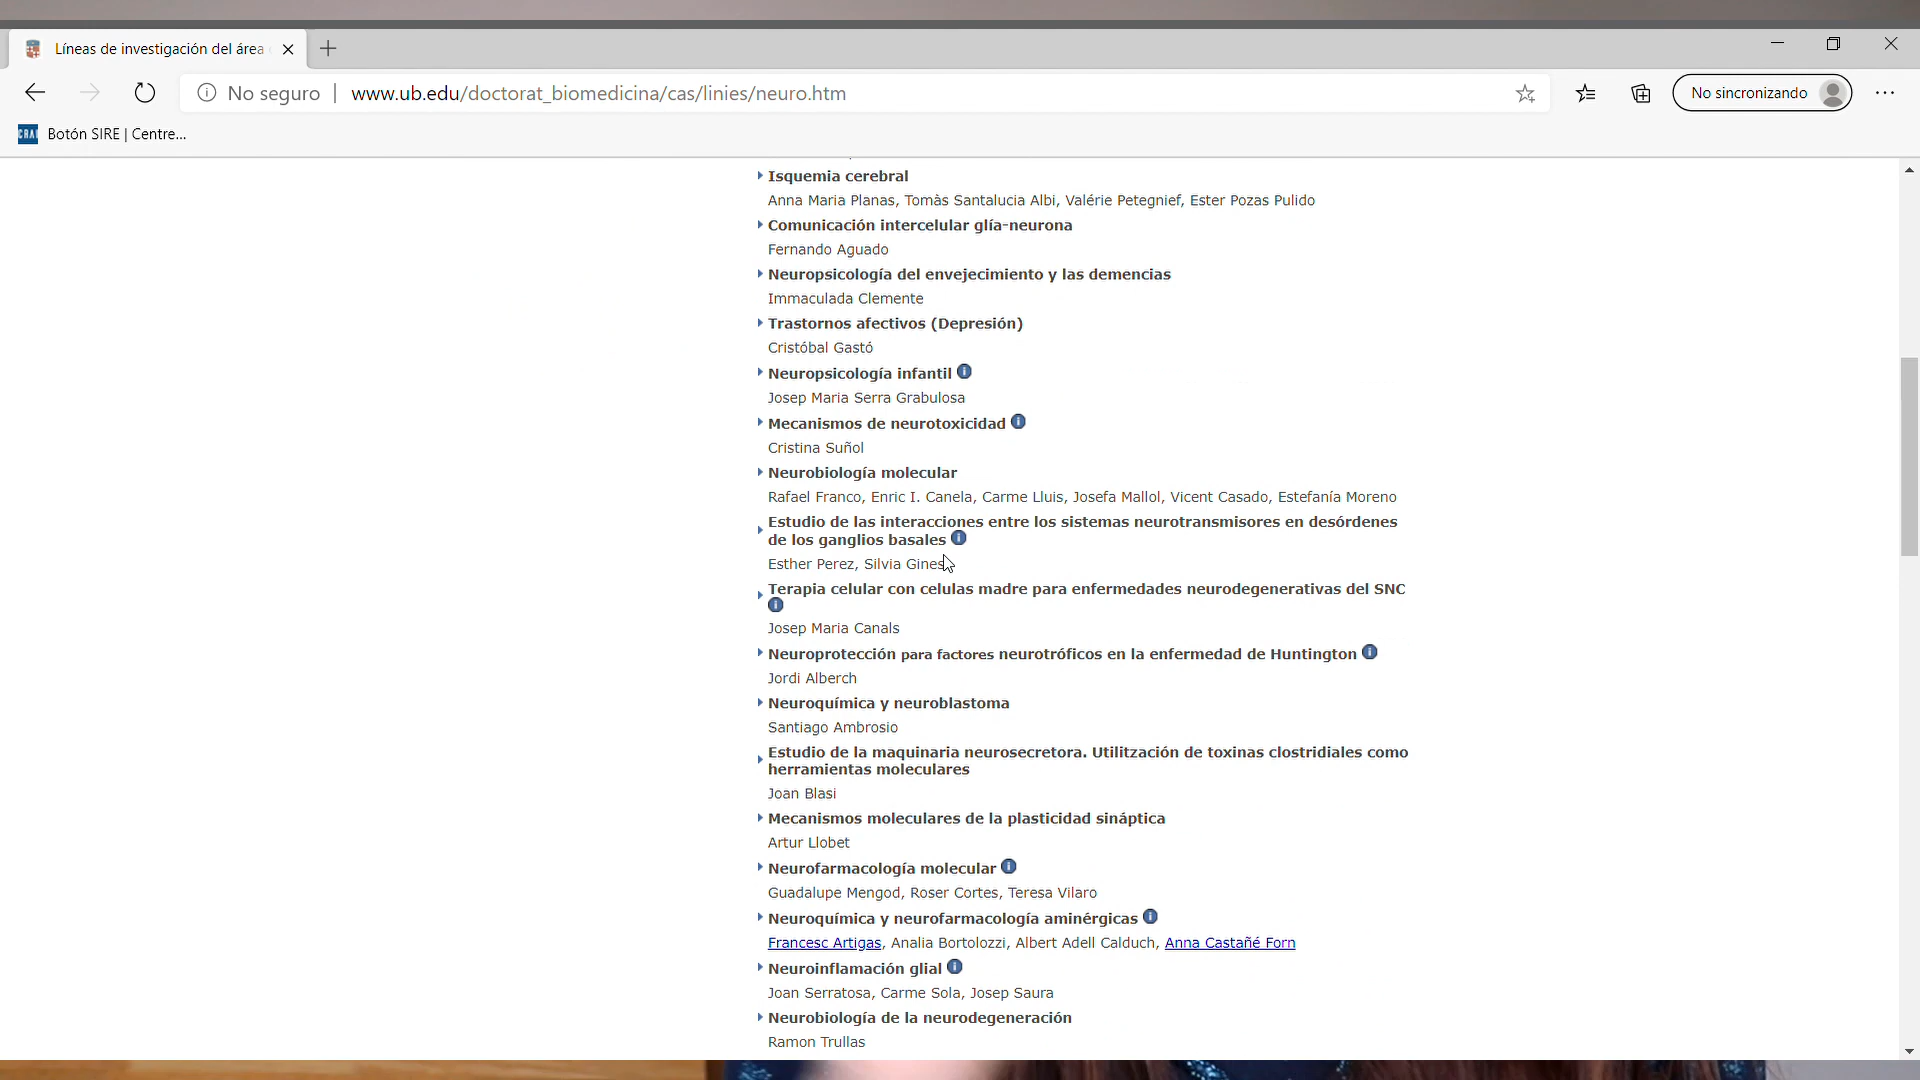 Líneas de investigación del área
No seguro | www.ub.edu/doctorat_biomedicina/cas/linies/neuro.htm
No sincronizando
CRAI Botón SIRE | Centre...
Isquemia cerebral
Anna Maria Planas, Tomàs Santalucia Albi, Valérie Petegnief, Ester Pozas Pulido
Comunicación intercelular glía-neurona
Fernando Aguado
Neuropsicología del envejecimiento y las demencias
Immaculada Clemente
Trastornos afectivos (Depresión)
Cristóbal Gastó
Neuropsicología infantil
Josep Maria Serra Grabulosa
Mecanismos de neurotoxicidad
Cristina Suñol
Neurobiología molecular
Rafael Franco, Enric I. Canela, Carme Lluis, Josefa Mallol, Vicent Casado, Estefanía Moreno
Estudio de las interacciones entre los sistemas neurotransmisores en desórdenes
de los ganglios basales
Esther Perez, Silvia Gines
Terapia celular con celulas madre para enfermedades neurodegenerativas del SNC
Josep Maria Canals
Neuroprotección para factores neurotróficos en la enfermedad de Huntington
Jordi Alberch
Neuroquímica y neuroblastoma
Santiago Ambrosio
Estudio de la maquinaria neurosecretora. Utilitzación de toxinas clostridiales como
herramientas moleculares
Joan Blasi
Mecanismos moleculares de la plasticidad sináptica
Artur Llobet
Neurofarmacología molecular
Guadalupe Mengod, Roser Cortes, Teresa Vilaro
Neuroquímica y neurofarmacología aminérgicas
Francesc Artigas, Analia Bortolozzi, Albert Adell Calduch, Anna Castañé Forn
Neuroinflamación glial
Joan Serratosa, Carme Sola, Josep Saura
Neurobiología de la neurodegeneración
Ramon Trullas